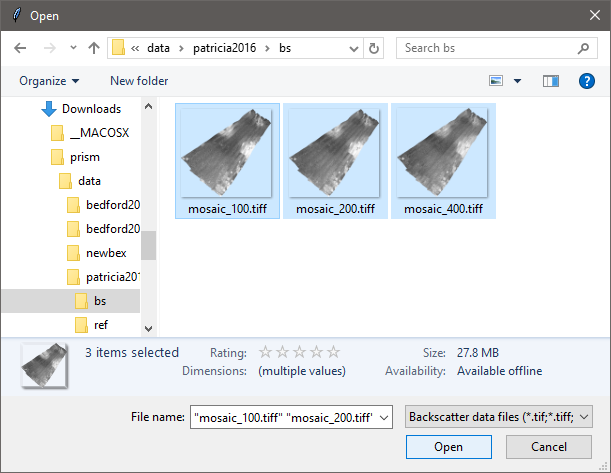 Open
« data › patricia2016 › bs
Search bs
Organize
New folder
Downloads
__MACOSX
prism
data
bedford20
bedford20
newbex
patricia201
bs
ref
mosaic_100.tiff
mosaic_200.tiff
mosaic_400.tiff
3 items selected
Rating:
Dimensions: (multiple values)
Size: 27.8 MB
Availability: Available offline
File name: "mosaic_100.tiff" "mosaic_200.tiff"
Backscatter data files (*.tif;*.tiff;
Open
Cancel